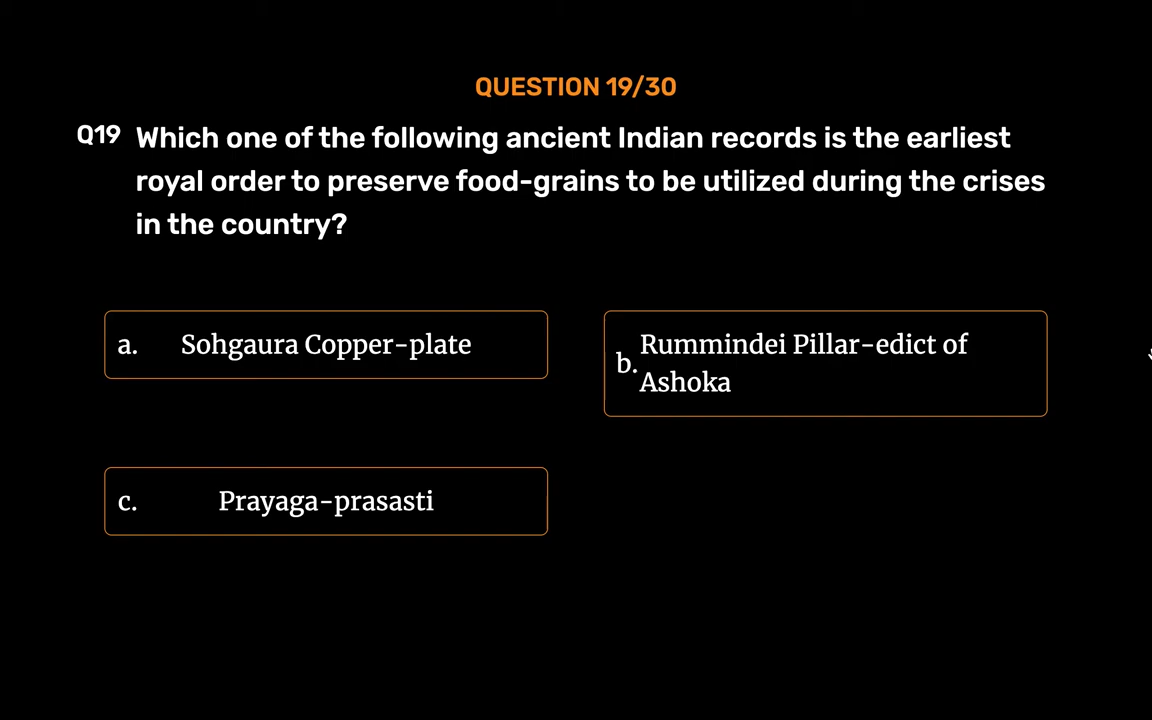 QUESTION 19/30
Q19 Which one of the following ancient Indian records is the earliest
royal order to preserve food-grains to be utilized during the crises
in the country?
a. Sohgaura Copper-plate
b. Rummindei Pillar-edict of
Ashoka
c. Prayaga-prasasti